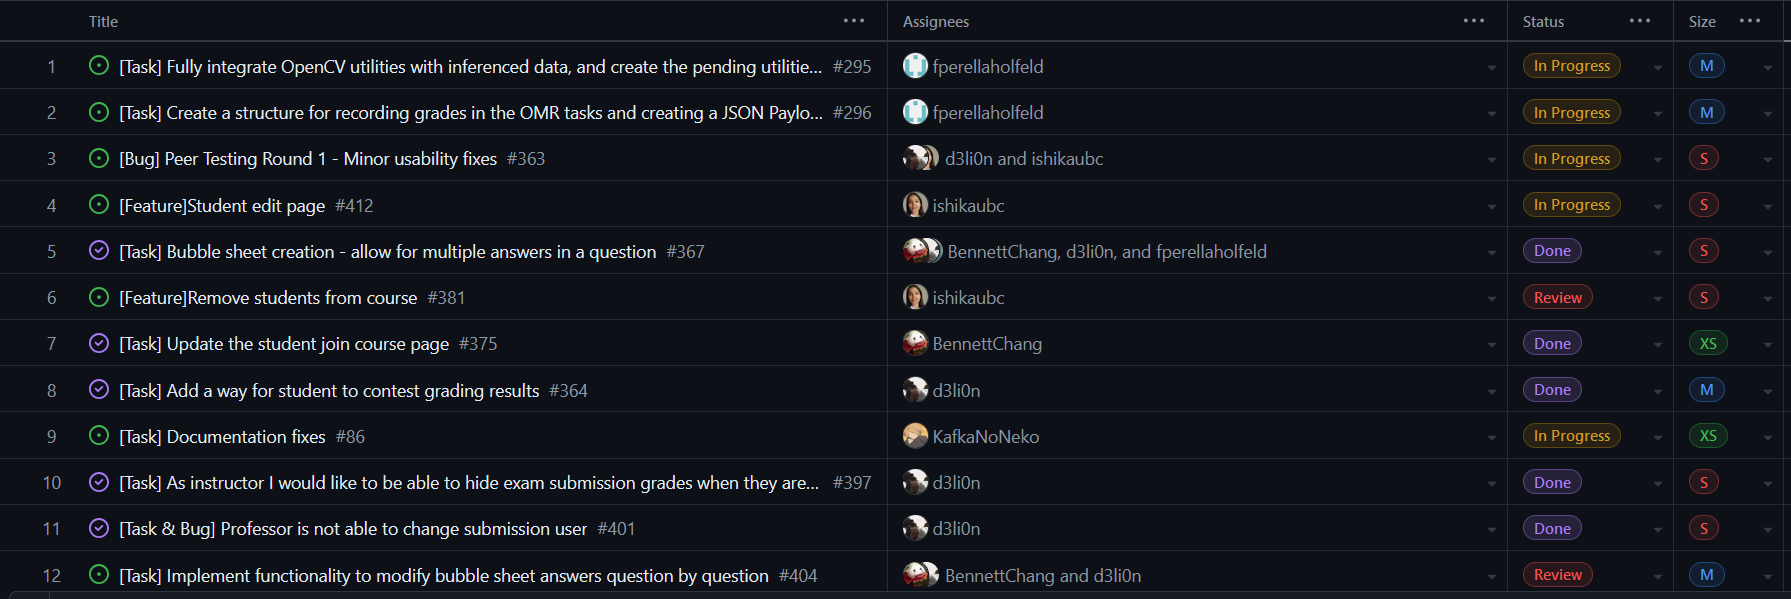 Title ... Assignees ... Status ... Size ...
1 [Task] Fully integrate OpenCV utilities with inferenced data, and create the pending utilitie... #295 fperellaholfeld In Progress M
2 [Task] Create a structure for recording grades in the OMR tasks and creating a JSON Paylo... #296 fperellaholfeld In Progress M
3 [Bug] Peer Testing Round 1 - Minor usability fixes #363 d3li0n and ishikaubc In Progress S
4 [Feature]Student edit page #412 ishikaubc In Progress S
5 [Task] Bubble sheet creation - allow for multiple answers in a question #367 BennettChang, d3li0n, and fperellaholfeld Done S
6 [Feature]Remove students from course #381 ishikaubc Review S
7 [Task] Update the student join course page #375 BennettChang Done XS
8 [Task] Add a way for student to contest grading results #364 d3li0n Done M
9 [Task] Documentation fixes #86 KafkaNoNeko In Progress XS
10 [Task] As instructor I would like to be able to hide exam submission grades when they are... #397 d3li0n Done S
11 [Task & Bug] Professor is not able to change submission user #401 d3li0n Done S
12 [Task] Implement functionality to modify bubble sheet answers question by question #404 BennettChang and d3li0n Review M